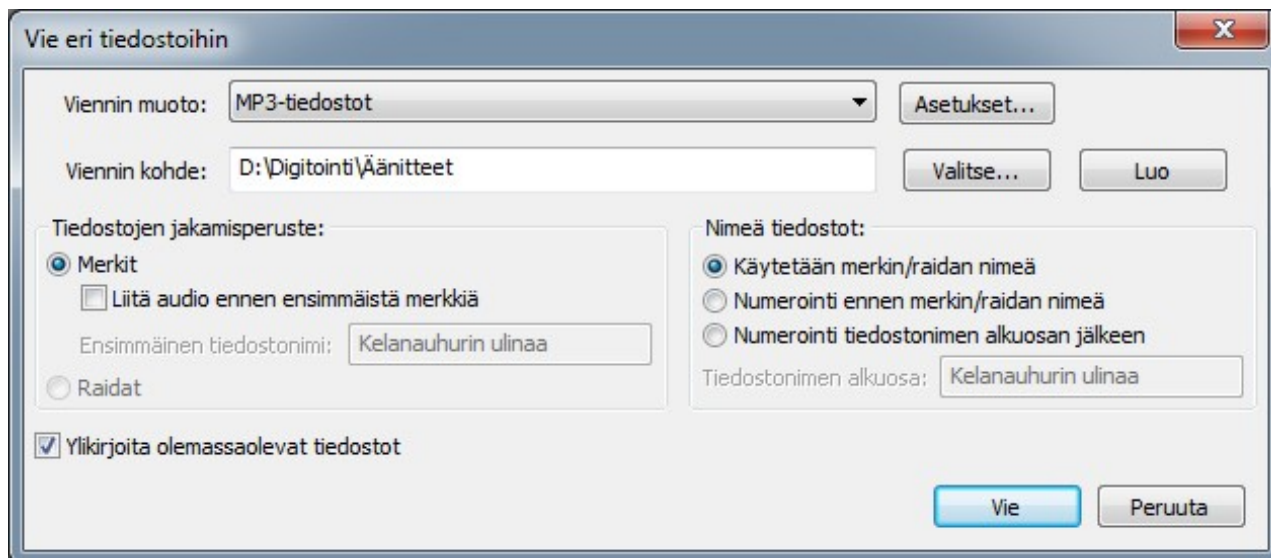 Vie eri tiedostoihin
Viennin muoto: MP3-tiedostot Asetukset...
Viennin kohde: D:\Digitointi\Äänitteet Valitse... Luo
Tiedostojen jakamisperuste:
Merkit
Liitä audio ennen ensimmäistä merkkiä
Ensimmäinen tiedostonimi: Kelanauhurin ulinaa
Raidat
Nimeä tiedostot:
Käytetään merkin/raidan nimeä
Numerointi ennen merkin/raidan nimeä
Numerointi tiedostonimen alkuosan jälkeen
Tiedostonimen alkuosa: Kelanauhurin ulinaa
Ylikirjoita olemassaolevat tiedostot
Vie Peruuta